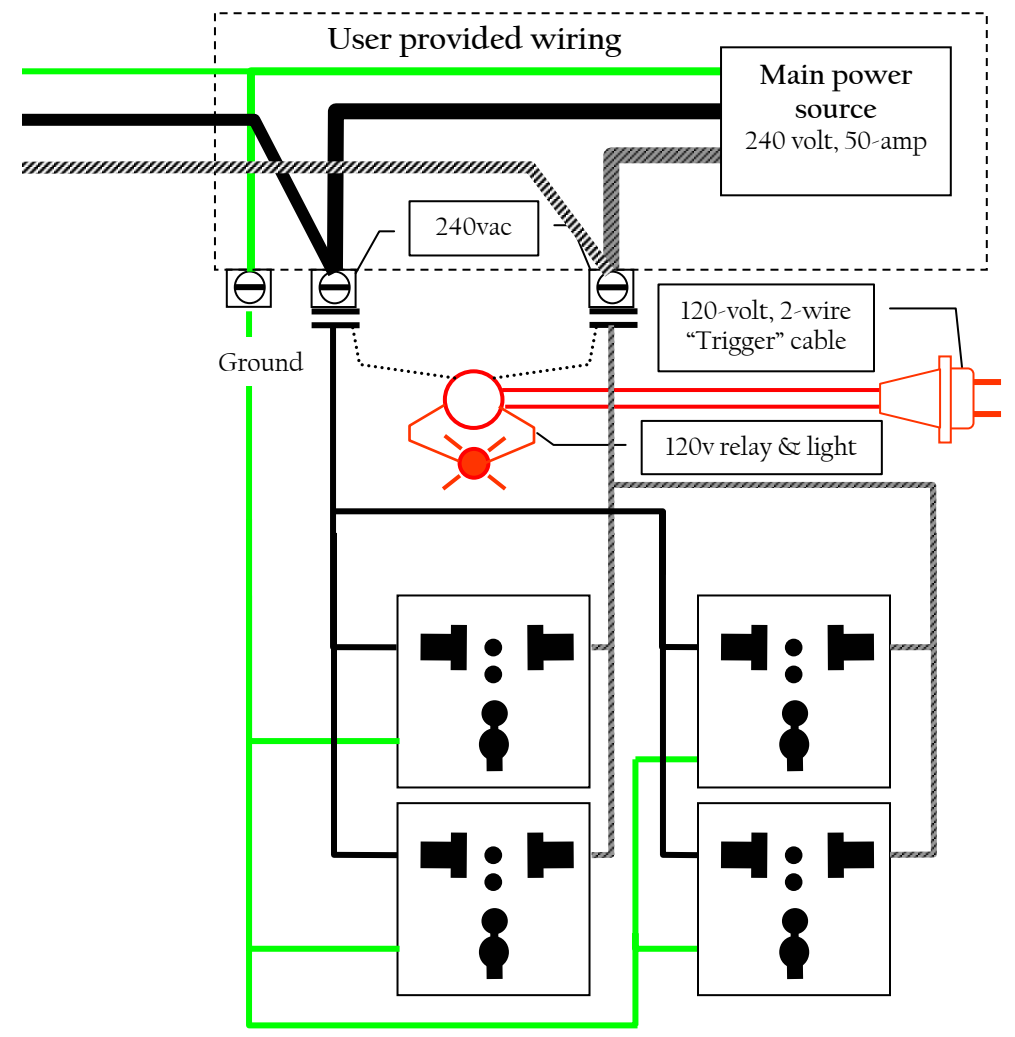 User provided wiring
Main power
source
240 volt, 50-amp
240vac
120-volt, 2-wire
“Trigger” cable
Ground
120v relay & light